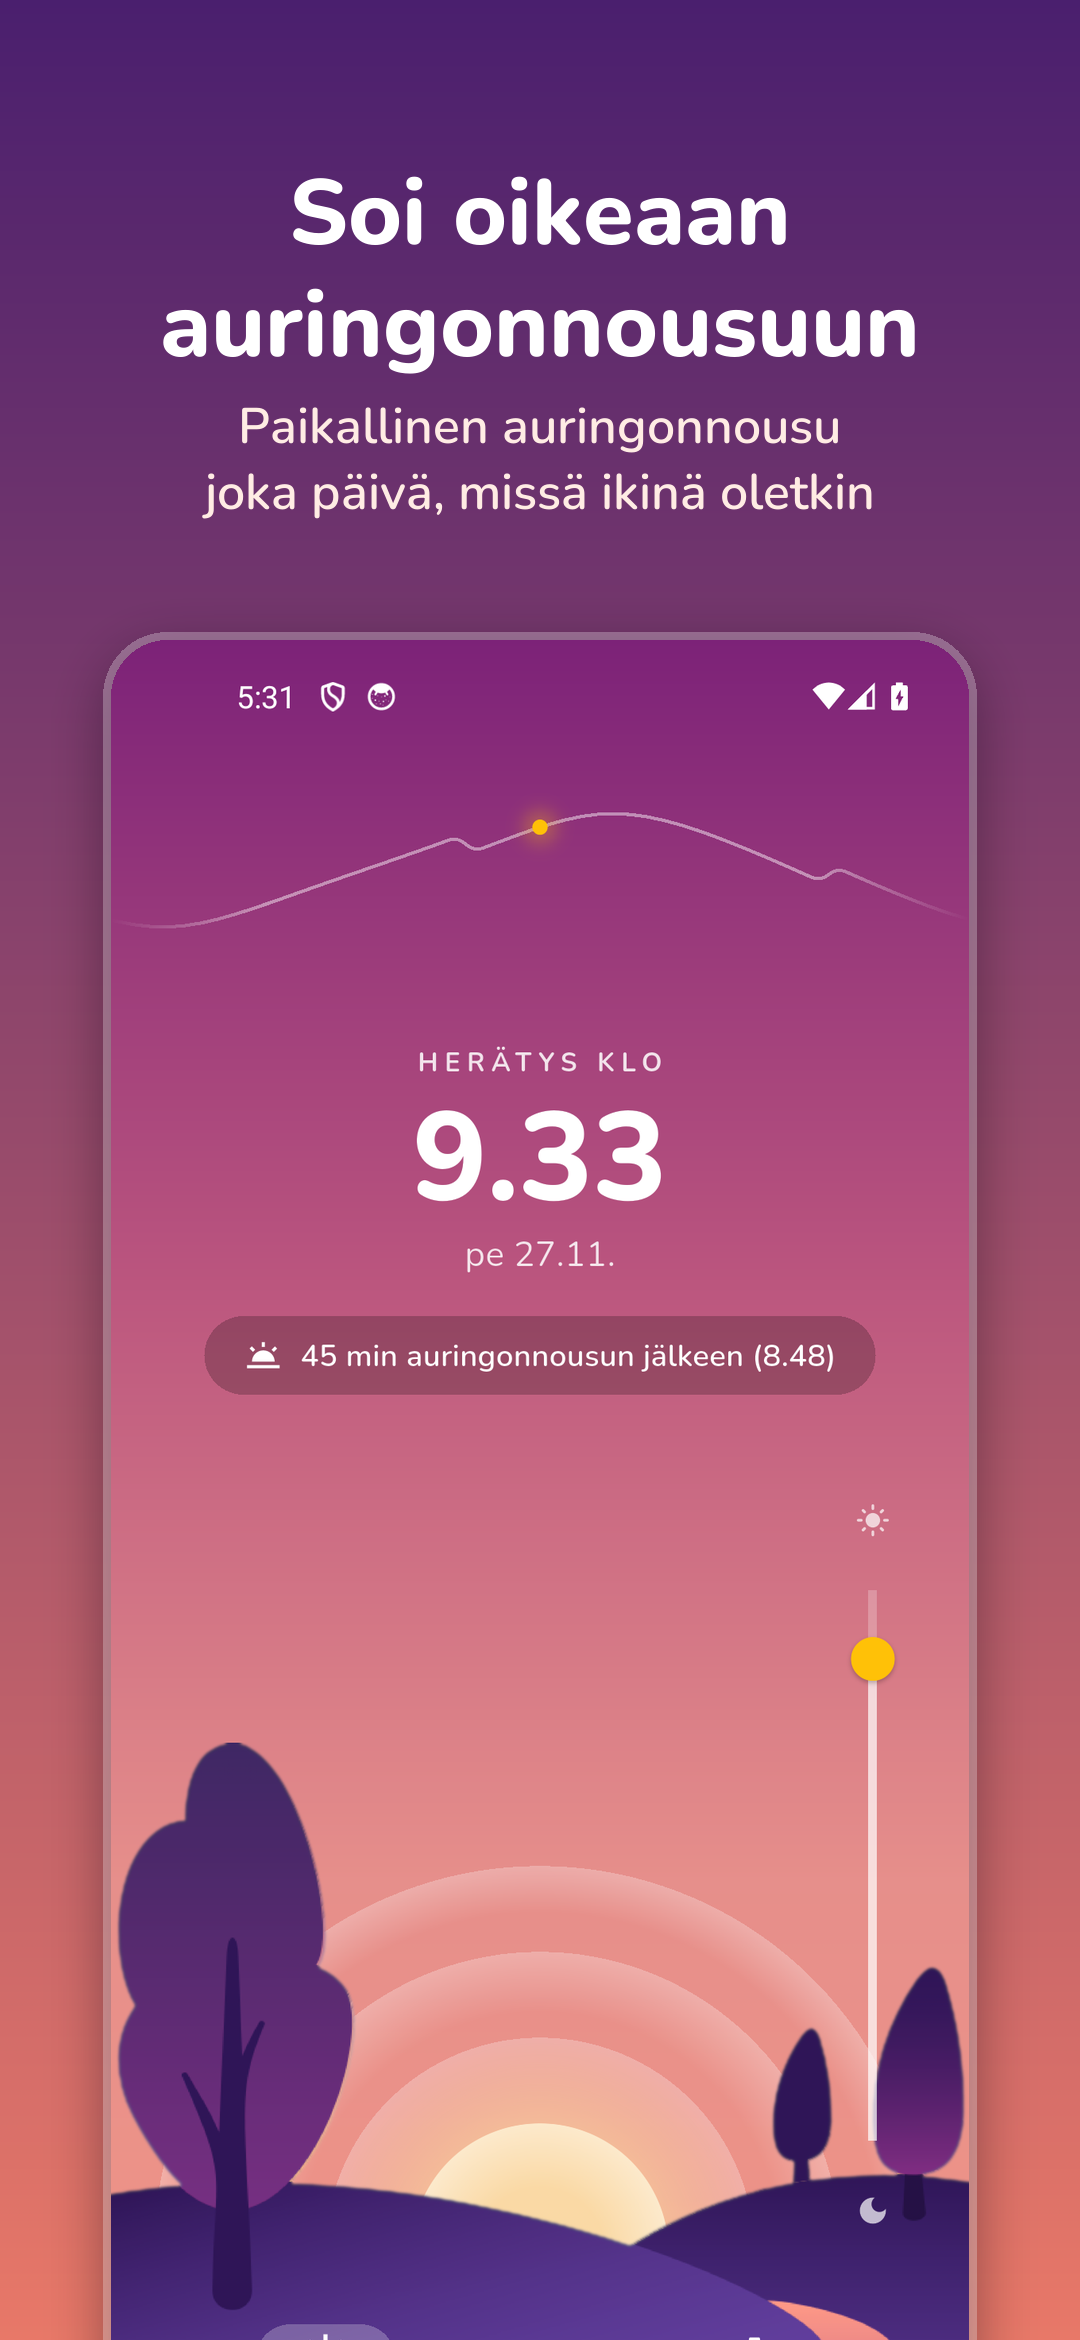 Soi oikeaan
auringonnousuun
Paikallinen auringonnousu
joka päivä, missä ikinä oletkin
5:31
HERÄTYS KLO
9.33
pe 27.11.
45 min auringonnousun jälkeen (8.48)